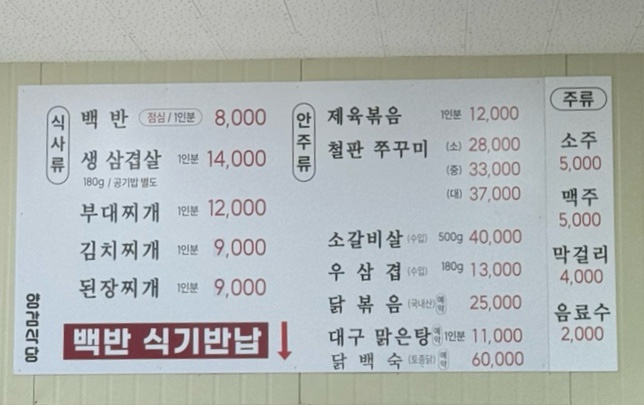 식사류
백 반 점심 / 1인분 8,000
생 삼겹살 1인분 14,000
180g / 공기밥 별도
부대찌개 1인분 12,000
김치찌개 1인분 9,000
된장찌개 1인분 9,000
양감식당
백반 식기반납 ↓
안주류
제육볶음 1인분 12,000
철판 쭈꾸미 (소) 28,000
(중) 33,000
(대) 37,000
소갈비살 (수입) 500g 40,000
우 삼 겹 (수입) 180g 13,000
닭 볶 음 (국내산) 예약 25,000
대구 맑은탕 예약 1인분 11,000
닭 백 숙 (토종닭) 예약 60,000
주류
소주
5,000
맥주
5,000
막걸리
4,000
음료수
2,000